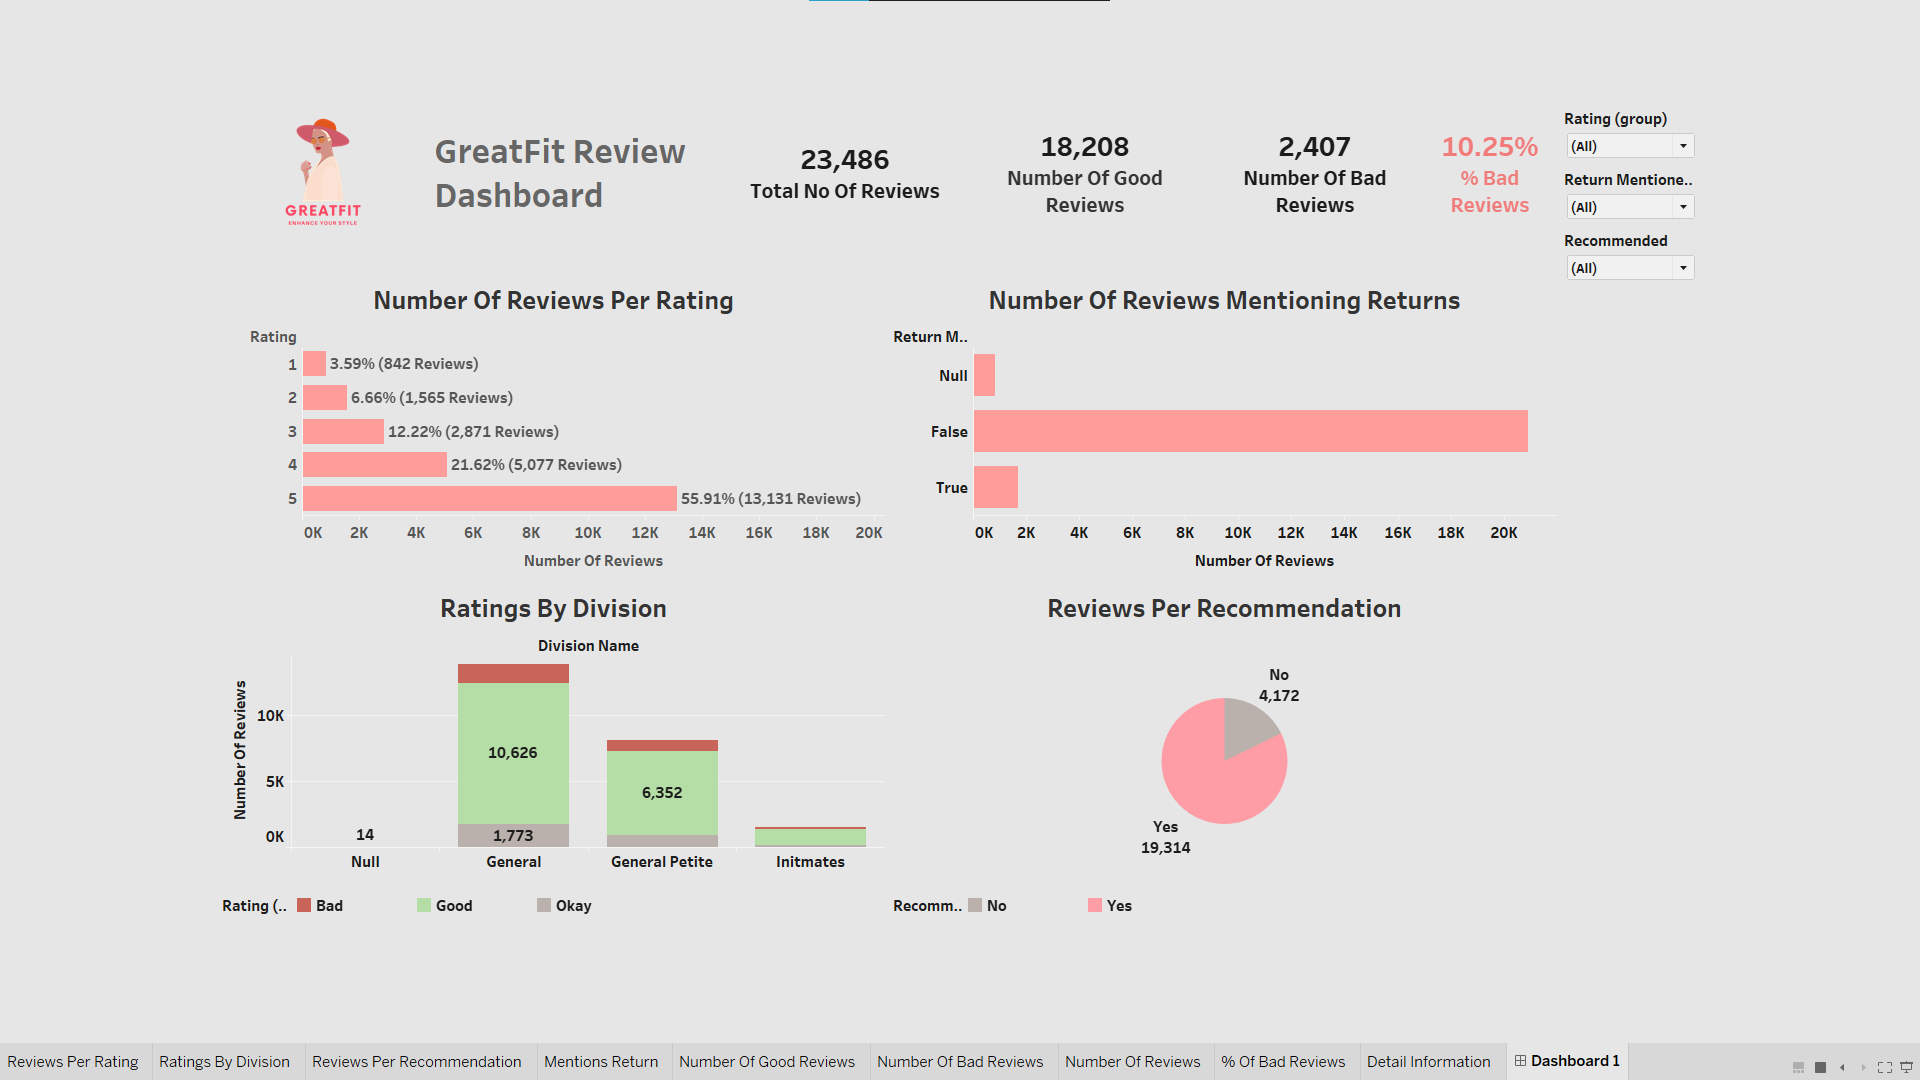 GREATFIT
ENHANCE YOUR STYLE
GreatFit Review
Dashboard
23,486
Total No Of Reviews
18,208
Number Of Good
Reviews
2,407
Number Of Bad
Reviews
10.25%
% Bad
Reviews
Rating (group)
(All)
Return Mentione..
(All)
Recommended
(All)
Number Of Reviews Per Rating
Rating
1 3.59% (842 Reviews)
2 6.66% (1,565 Reviews)
3 12.22% (2,871 Reviews)
4 21.62% (5,077 Reviews)
5 55.91% (13,131 Reviews)
0K 2K 4K 6K 8K 10K 12K 14K 16K 18K 20K
Number Of Reviews
Number Of Reviews Mentioning Returns
Return M..
Null
False
True
0K 2K 4K 6K 8K 10K 12K 14K 16K 18K 20K
Number Of Reviews
Ratings By Division
Division Name
Number Of Reviews
10K
5K
0K
14
10,626
1,773
6,352
Null General General Petite Initmates
Rating (.. Bad Good Okay
Reviews Per Recommendation
No
4,172
Yes
19,314
Recomm.. No Yes
Reviews Per Rating Ratings By Division Reviews Per Recommendation Mentions Return Number Of Good Reviews Number Of Bad Reviews Number Of Reviews % Of Bad Reviews Detail Information Dashboard 1